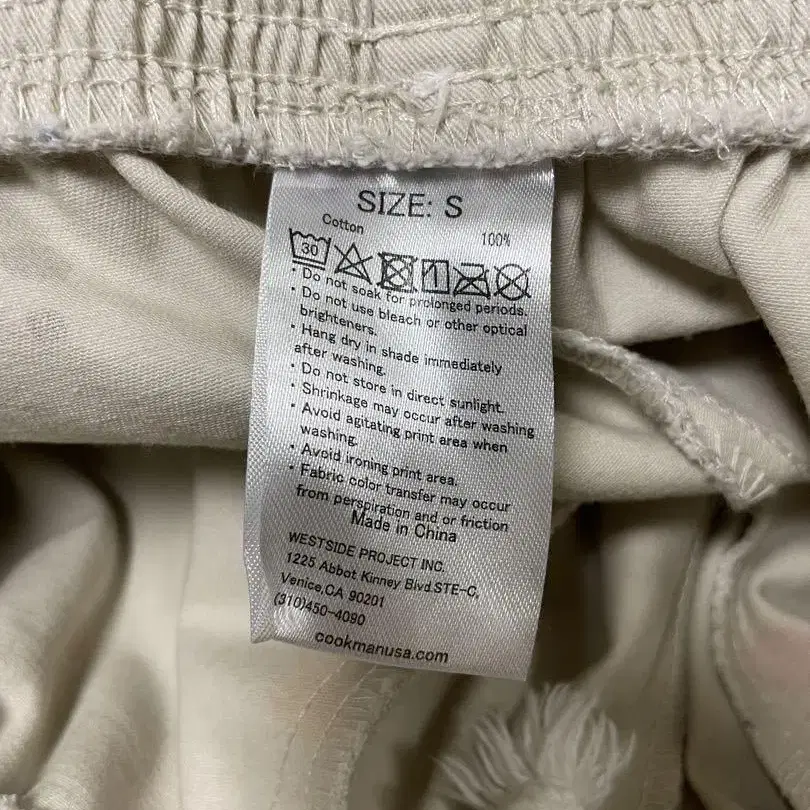 SIZE: S
Cotton 100%
30
• Do not soak for prolonged periods.
• Do not use bleach or other optical
brighteners.
• Hang dry in shade immediately
after washing.
• Do not store in direct sunlight.
• Shrinkage may occur after washing
• Avoid agitating print area when
washing.
• Avoid ironing print area.
• Fabric color transfer may occur
from perspiration and or friction
Made in China
WESTSIDE PROJECT INC.
1225 Abbot Kinney Blvd.STE-C,
Venice,CA 90201
(310)450-4090
cookmanusa.com